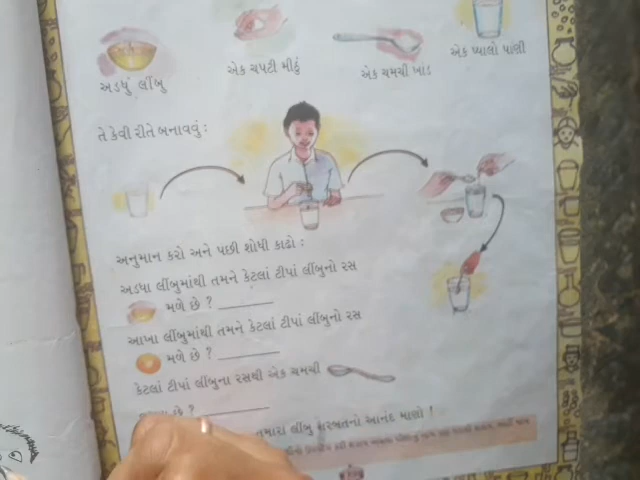 અડધું લીંબુ
એક ચપટી મીઠું
એક ચમચી ખાંડ
એક પ્યાલો પાણી
તે કેવી રીતે બનાવવું :
અનુમાન કરો અને પછી શોધી કાઢો :
અડધા લીંબુમાંથી તમને કેટલાં ટીપાં લીંબુનો રસ
મળે છે ?
આખા લીંબુમાંથી તમને કેટલાં ટીપાં લીંબુનો રસ
મળે છે ?
કેટલાં ટીપાં લીંબુના રસથી એક ચમચી
છે ?
તમારા લીંબુ શરબતનો આનંદ માણો !